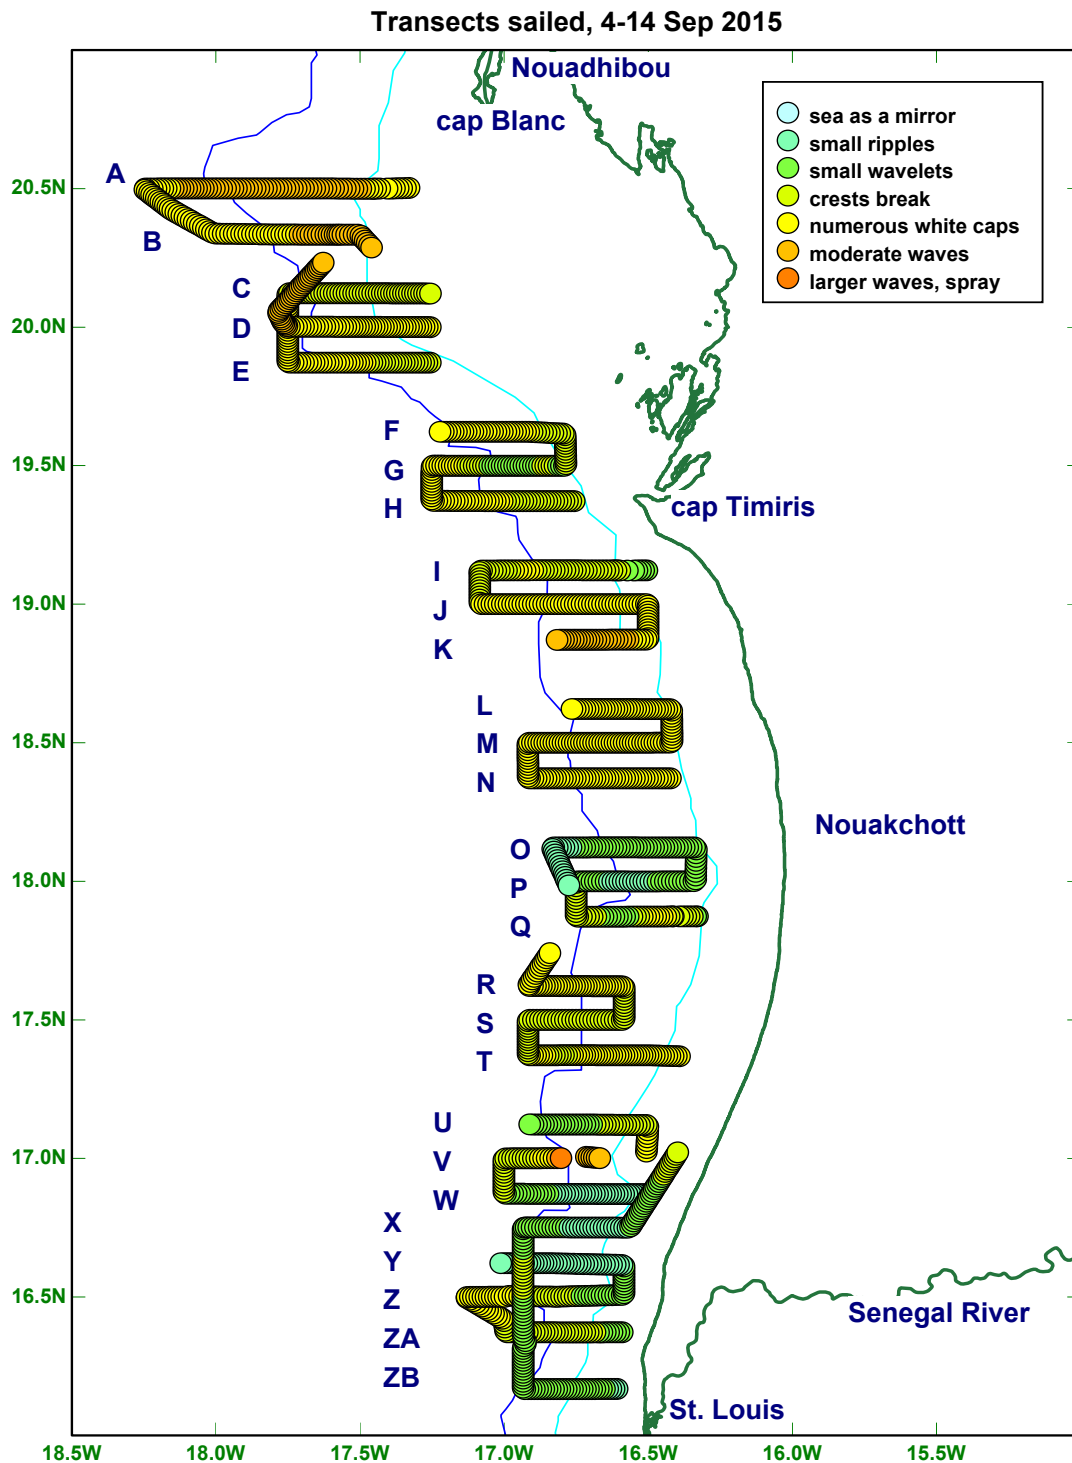 Transects sailed, 4-14 Sep 2015
Nouadhibou
cap Blanc
sea as a mirror
small ripples
small wavelets
crests break
numerous white caps
moderate waves
larger waves, spray
A
20.5N
B
C
20.0N
D
E
F
19.5N
G
H
cap Timiris
I
19.0N
J
K
L
18.5N
M
N
Nouakchott
O
18.0N
P
Q
R
17.5N
S
T
U
17.0N
V
W
X
Y
16.5N
Z
Senegal River
ZA
ZB
St. Louis
18.5W 18.0W 17.5W 17.0W 16.5W 16.0W 15.5W